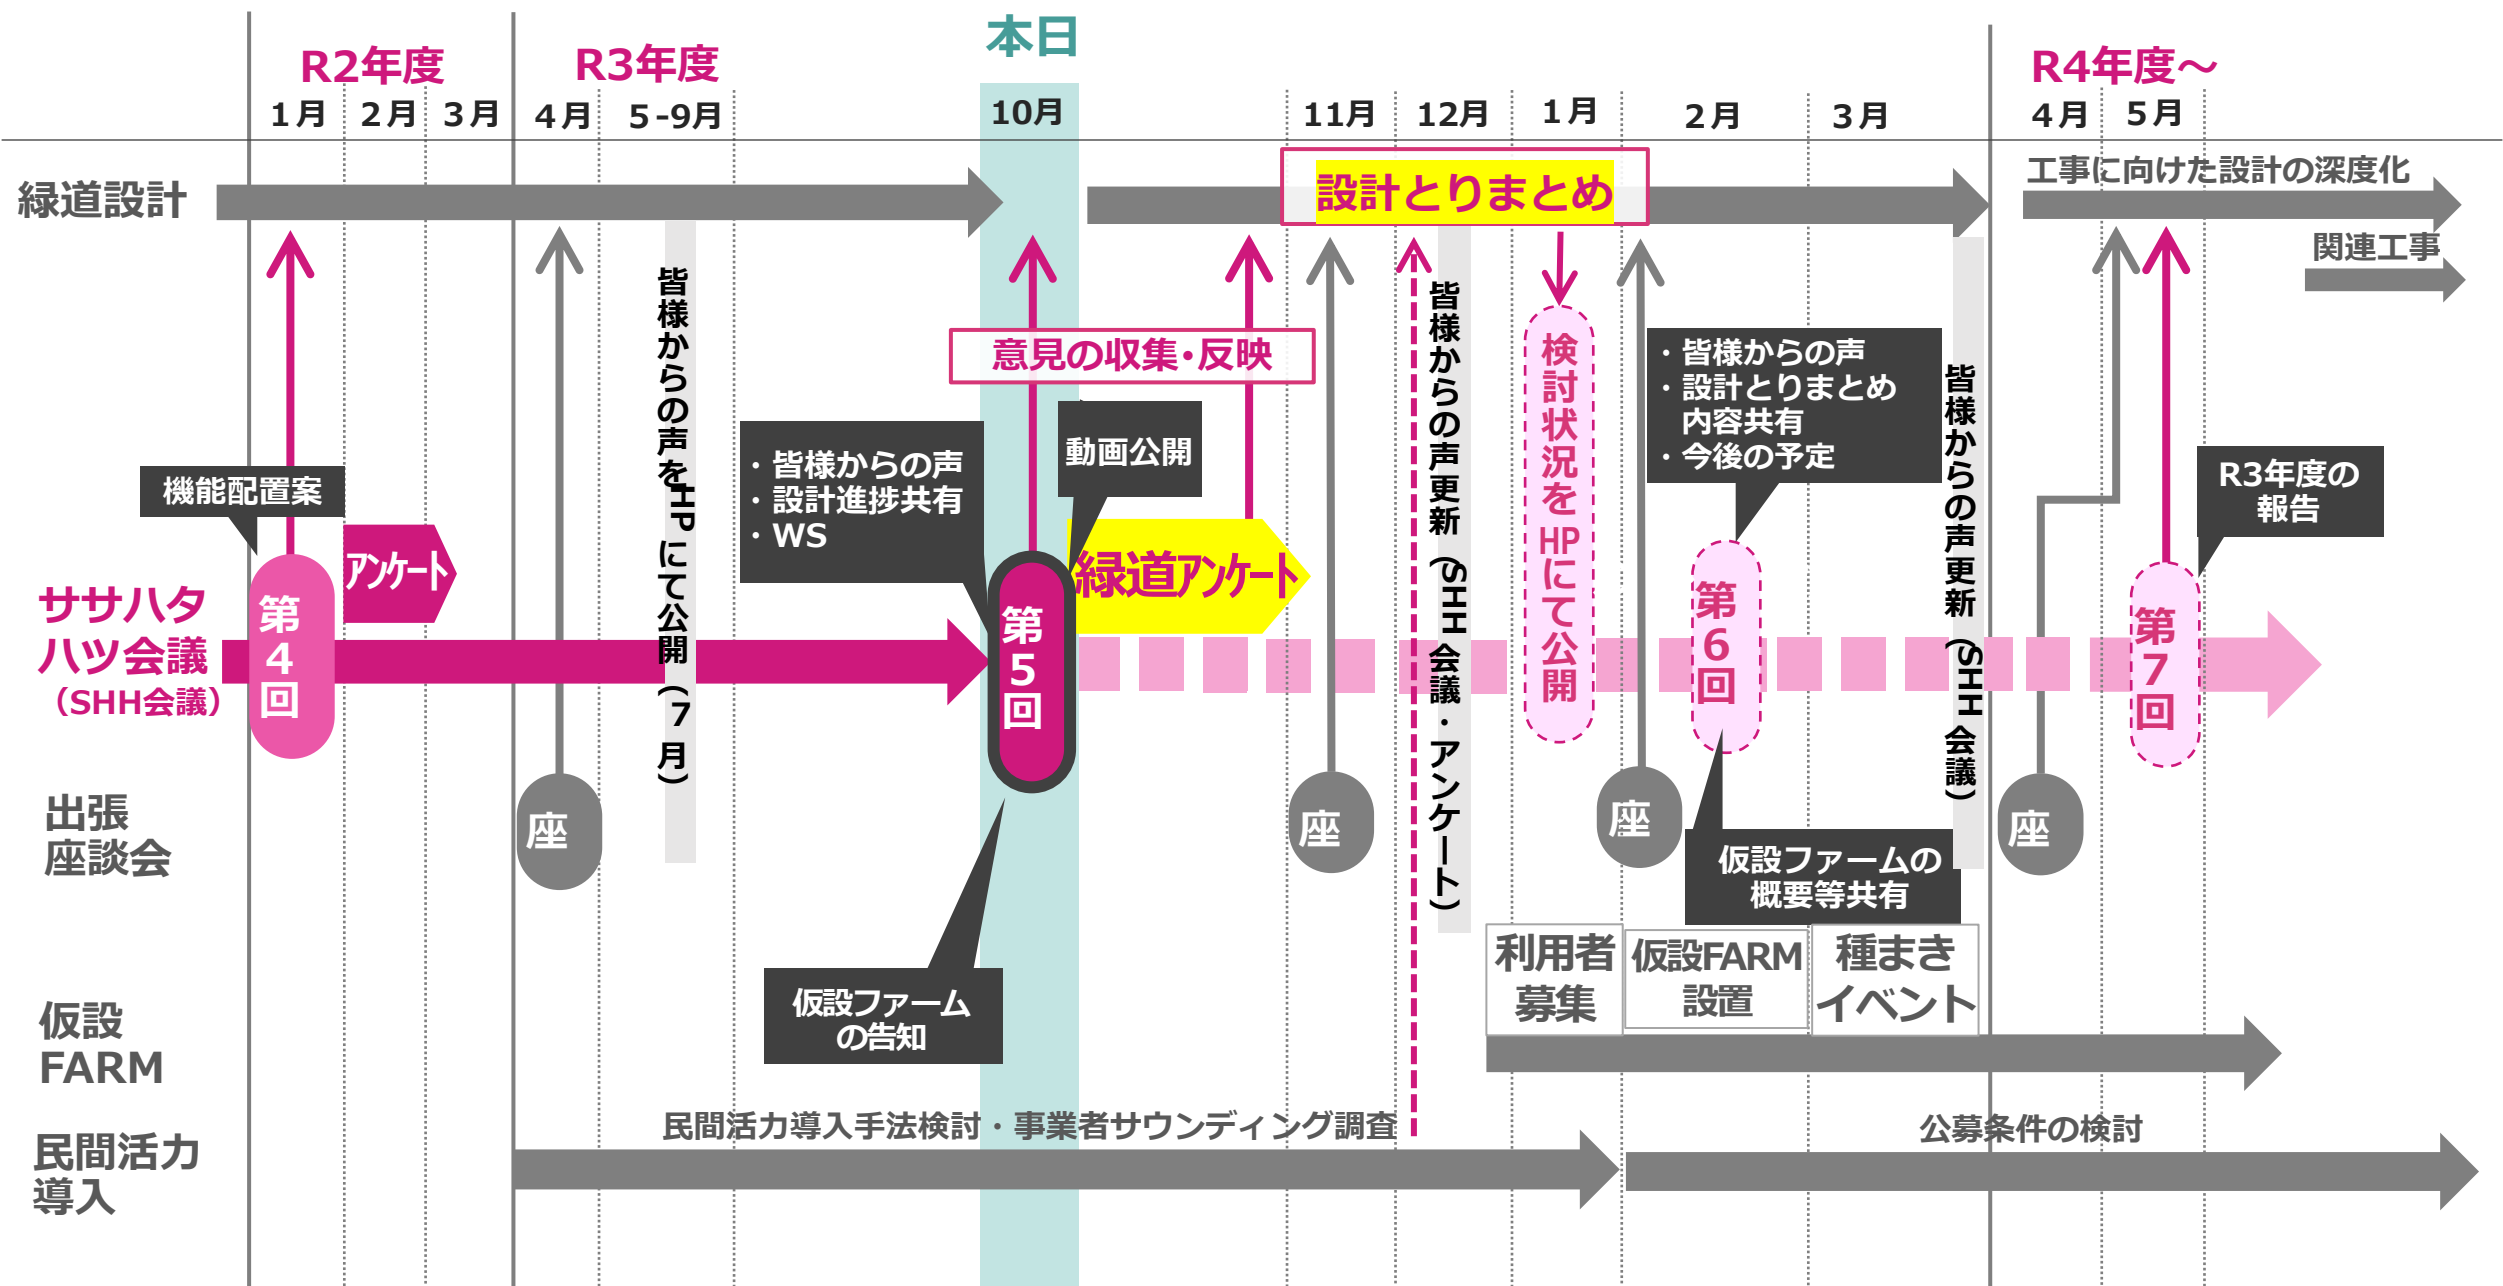 本日
R2年度
R3年度
R4年度～
1月
2月
3月
4月
5-9月
10月
11月
12月
1月
2月
3月
4月
5月
緑道設計
設計とりまとめ
工事に向けた設計の深度化
関連工事
意見の収集・反映
皆様からの声をHPにて公開（7月）
皆様からの声更新（SHH会議・アンケート）
検討状況をHPにて公開
・皆様からの声
・設計とりまとめ
内容共有
・今後の予定
皆様からの声更新（SHH会議）
R3年度の
報告
機能配置案
アンケート
・皆様からの声
・設計進捗共有
・WS
動画公開
緑道アンケート
ササハタ
ハツ会議
（SHH会議）
第4回
第5回
第6回
第7回
出張
座談会
座
座
座
座
仮設ファームの
概要等共有
仮設ファーム
の告知
利用者
募集
仮設FARM
設置
種まき
イベント
仮設
FARM
民間活力導入手法検討・事業者サウンディング調査
公募条件の検討
民間活力
導入